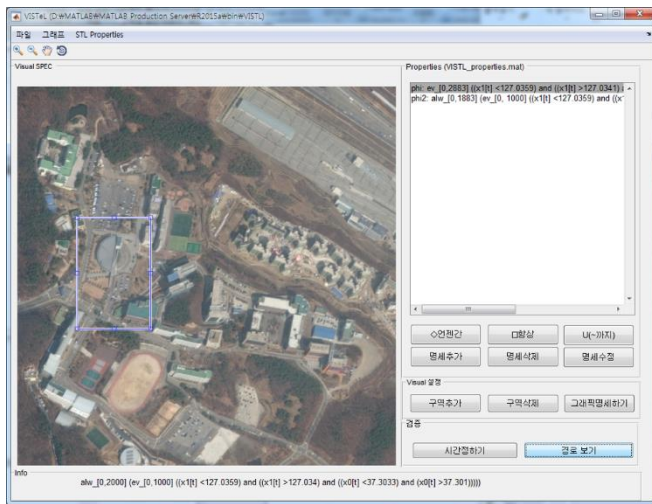 VISTeL (D:₩MATLAB₩MATLAB Production Server₩R2015a₩bin₩VISTL)
파일 그래프 STL Properties
Visual SPEC
Properties (VISTL_properties.mat)
phi: ev_[0,2883] ((x1[t] <127.0359) and ((x1[t] >127.0341)
phi2: alw_[0,1883] (ev_[0, 1000] ((x1[t] <127.0359) and ((x1
◇언젠간 □항상 U(~까지)
명세추가 명세삭제 명세수정
Visual 설정
구역추가 구역삭제 그래픽명세하기
검증
시간정하기 경로 보기
Info
alw_[0,2000] (ev_[0,1000] ((x1[t] <127.0359) and ((x1[t] >127.034) and ((x0[t] <37.3033) and (x0[t] >37.301)))))